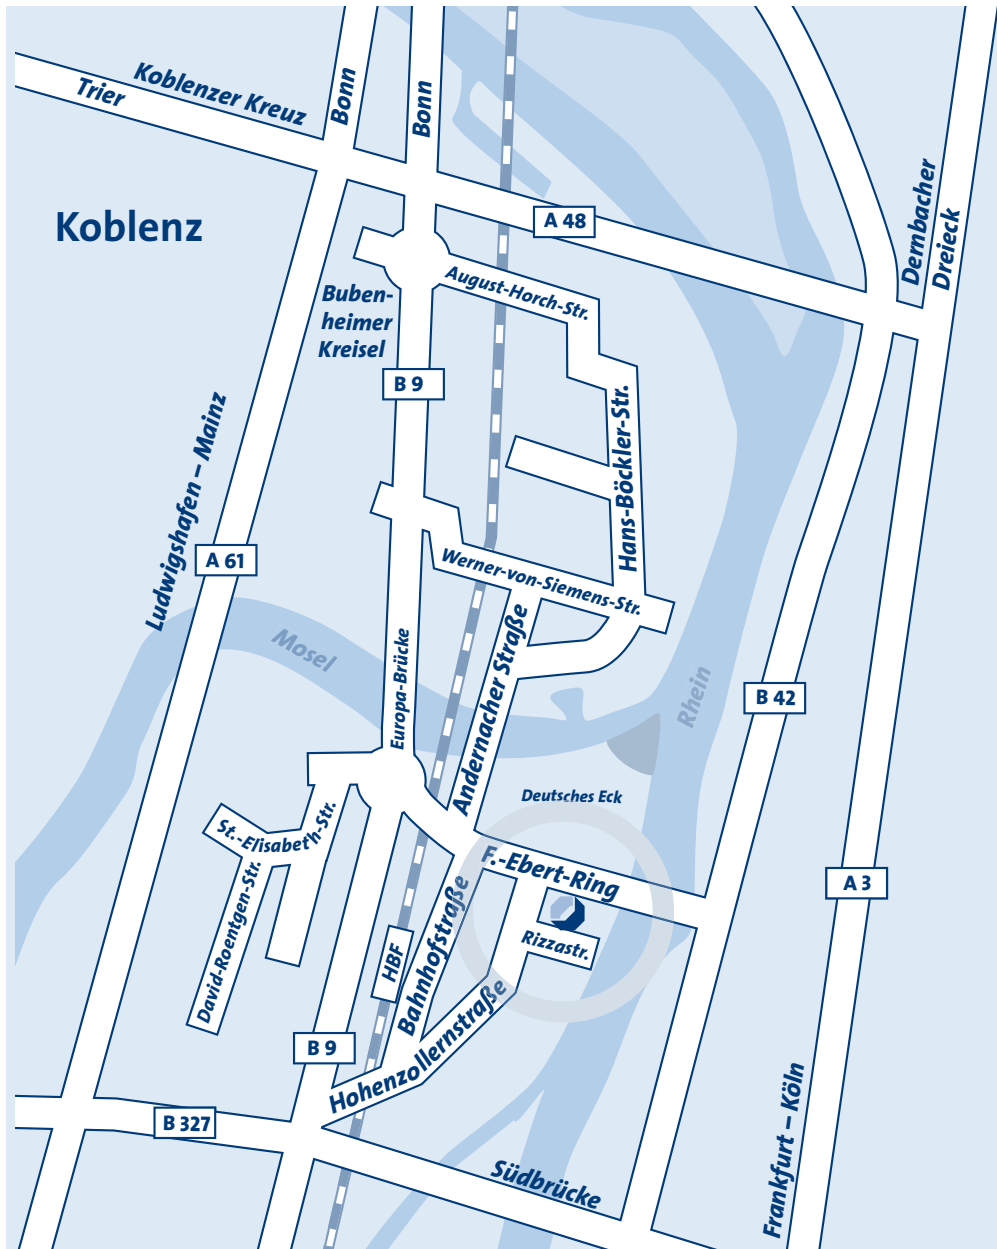 Koblenzer Kreuz
Trier
Bonn
Bonn
Koblenz
A 48
Dernbacher
Dreieck
August-Horch-Str.
Buben-
heimer
Kreisel
B 9
Hans-Böckler-Str.
Ludwigshafen – Mainz
A 61
Werner-von-Siemens-Str.
Mosel
Europa-Brücke
Andernacher Straße
Rhein
B 42
Deutsches Eck
St.-Elisabeth-Str.
F.-Ebert-Ring
A 3
David-Roentgen-Str.
HBF
Bahnhofstraße
Rizzastr.
Hohenzollernstraße
B 9
B 327
Südbrücke
Frankfurt – Köln